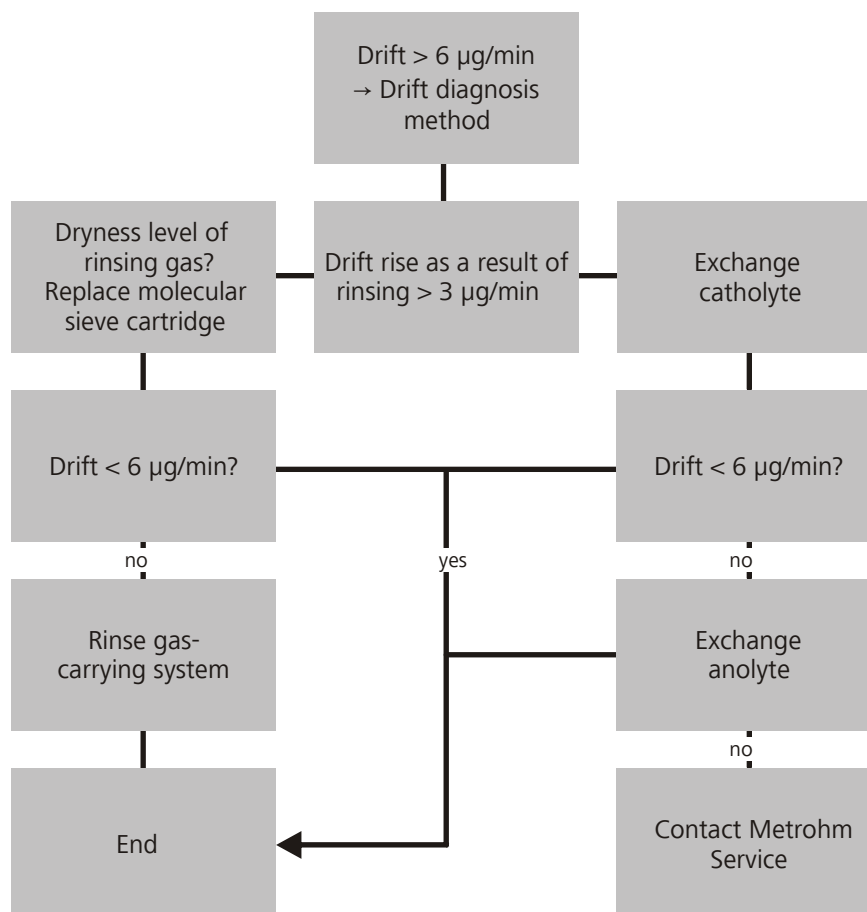 Drift > 6 µg/min
→ Drift diagnosis
method
Dryness level of
rinsing gas?
Replace molecular
sieve cartridge
Drift rise as a result of
rinsing > 3 µg/min
Exchange
catholyte
Drift < 6 µg/min?
Drift < 6 µg/min?
no
yes
no
Rinse gas-
carrying system
Exchange
anolyte
no
End
Contact Metrohm
Service